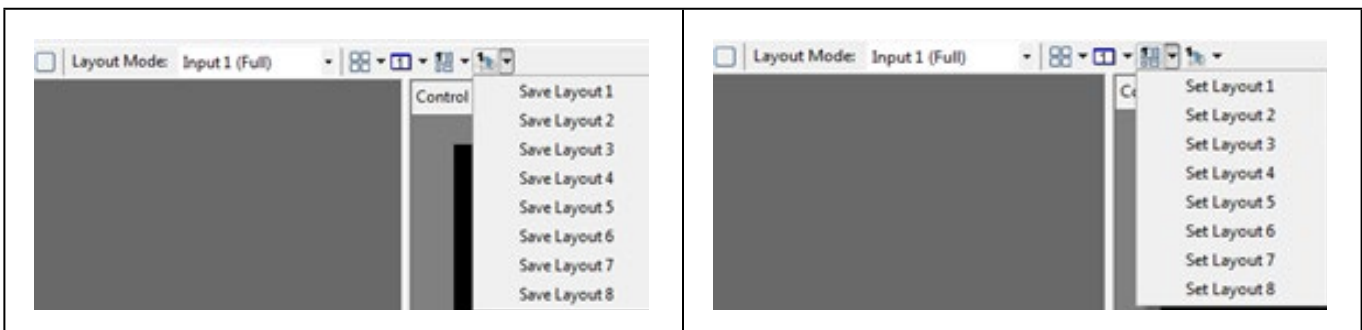 Layout Mode: Input 1 (Full)
1
Control
Save Layout 1
Save Layout 2
Save Layout 3
Save Layout 4
Save Layout 5
Save Layout 6
Save Layout 7
Save Layout 8
Layout Mode: Input 1 (Full)
1
Co
Set Layout 1
Set Layout 2
Set Layout 3
Set Layout 4
Set Layout 5
Set Layout 6
Set Layout 7
Set Layout 8